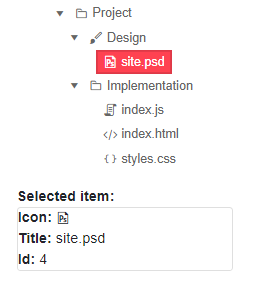 Project
Design
site.psd
Implementation
index.js
index.html
styles.css
Selected item:
Icon:
Title: site.psd
Id: 4